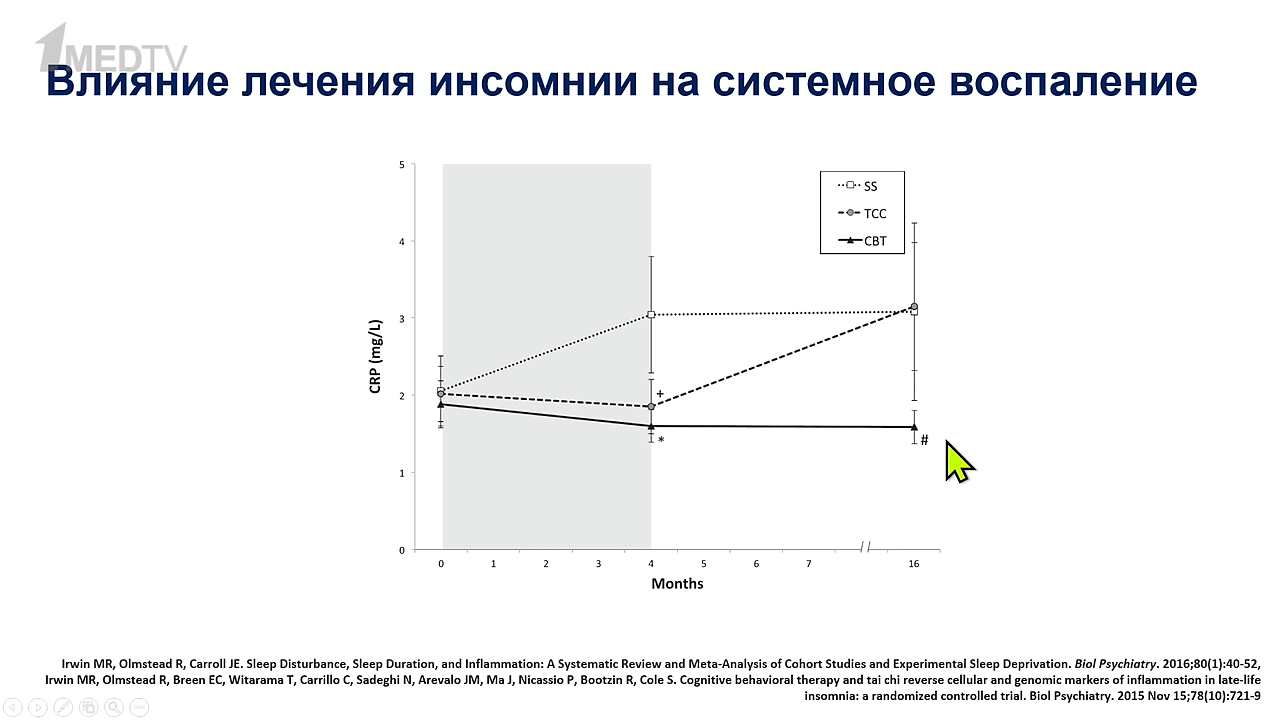 1MEDTV
Влияние лечения инсомнии на системное воспаление
5
4
3
2
1
0
CRP (mg/L)
SS
TCC
CBT
+
*
#
0 1 2 3 4 5 6 7 16
Months
Irwin MR, Olmstead R, Carroll JE. Sleep Disturbance, Sleep Duration, and Inflammation: A Systematic Review and Meta-Analysis of Cohort Studies and Experimental Sleep Deprivation. Biol Psychiatry. 2016;80(1):40-52,
Irwin MR, Olmstead R, Breen EC, Witarama T, Carrillo C, Sadeghi N, Arevalo JM, Ma J, Nicassio P, Bootzin R, Cole S. Cognitive behavioral therapy and tai chi reverse cellular and genomic markers of inflammation in late-life
insomnia: a randomized controlled trial. Biol Psychiatry. 2015 Nov 15;78(10):721-9